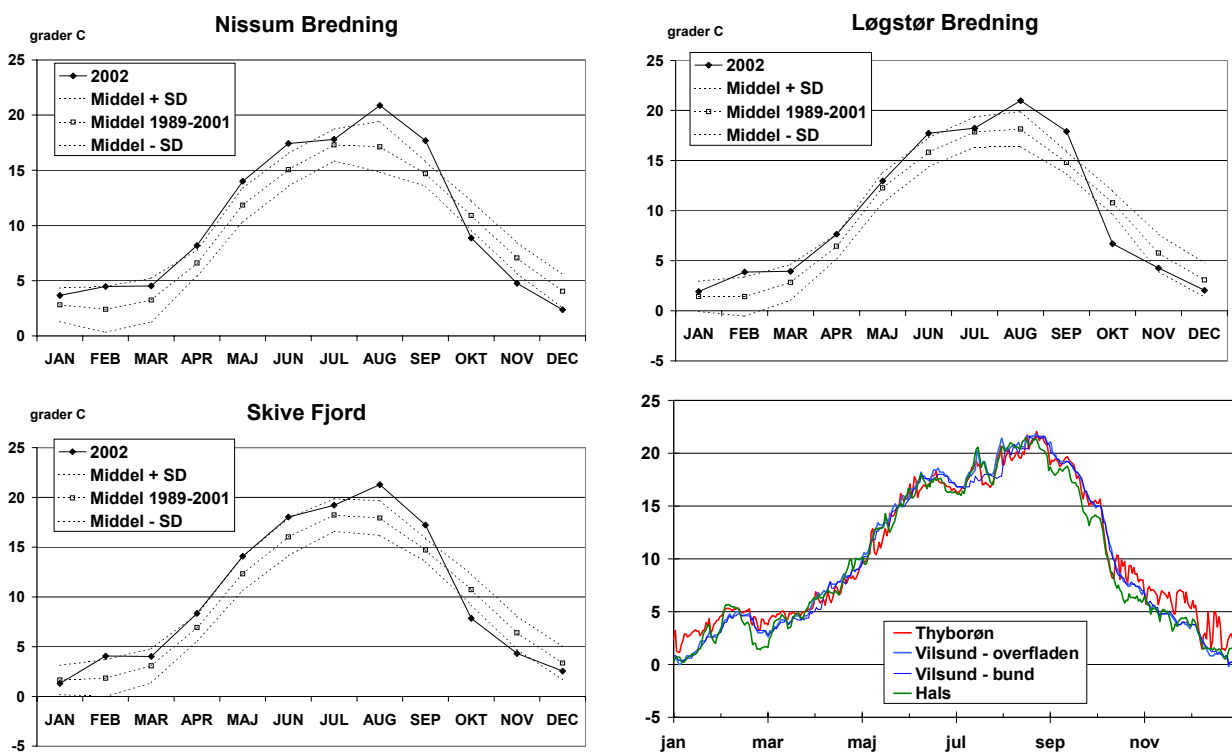 Nissum Bredning
grader C
25
20
15
10
5
0
2002
Middel + SD
Middel 1989-2001
Middel - SD
JAN FEB MAR APR MAJ JUN JUL AUG SEP OKT NOV DEC
Løgstør Bredning
grader C
25
20
15
10
5
0
-5
2002
Middel + SD
Middel 1989-2001
Middel - SD
JAN FEB MAR APR MAJ JUN JUL AUG SEP OKT NOV DEC
Skive Fjord
grader C
25
20
15
10
5
0
-5
2002
Middel + SD
Middel 1989-2001
Middel - SD
JAN FEB MAR APR MAJ JUN JUL AUG SEP OKT NOV DEC
25
20
15
10
5
0
-5
Thyborøn
Vilsund - overfladen
Vilsund - bund
Hals
jan mar maj jul sep nov